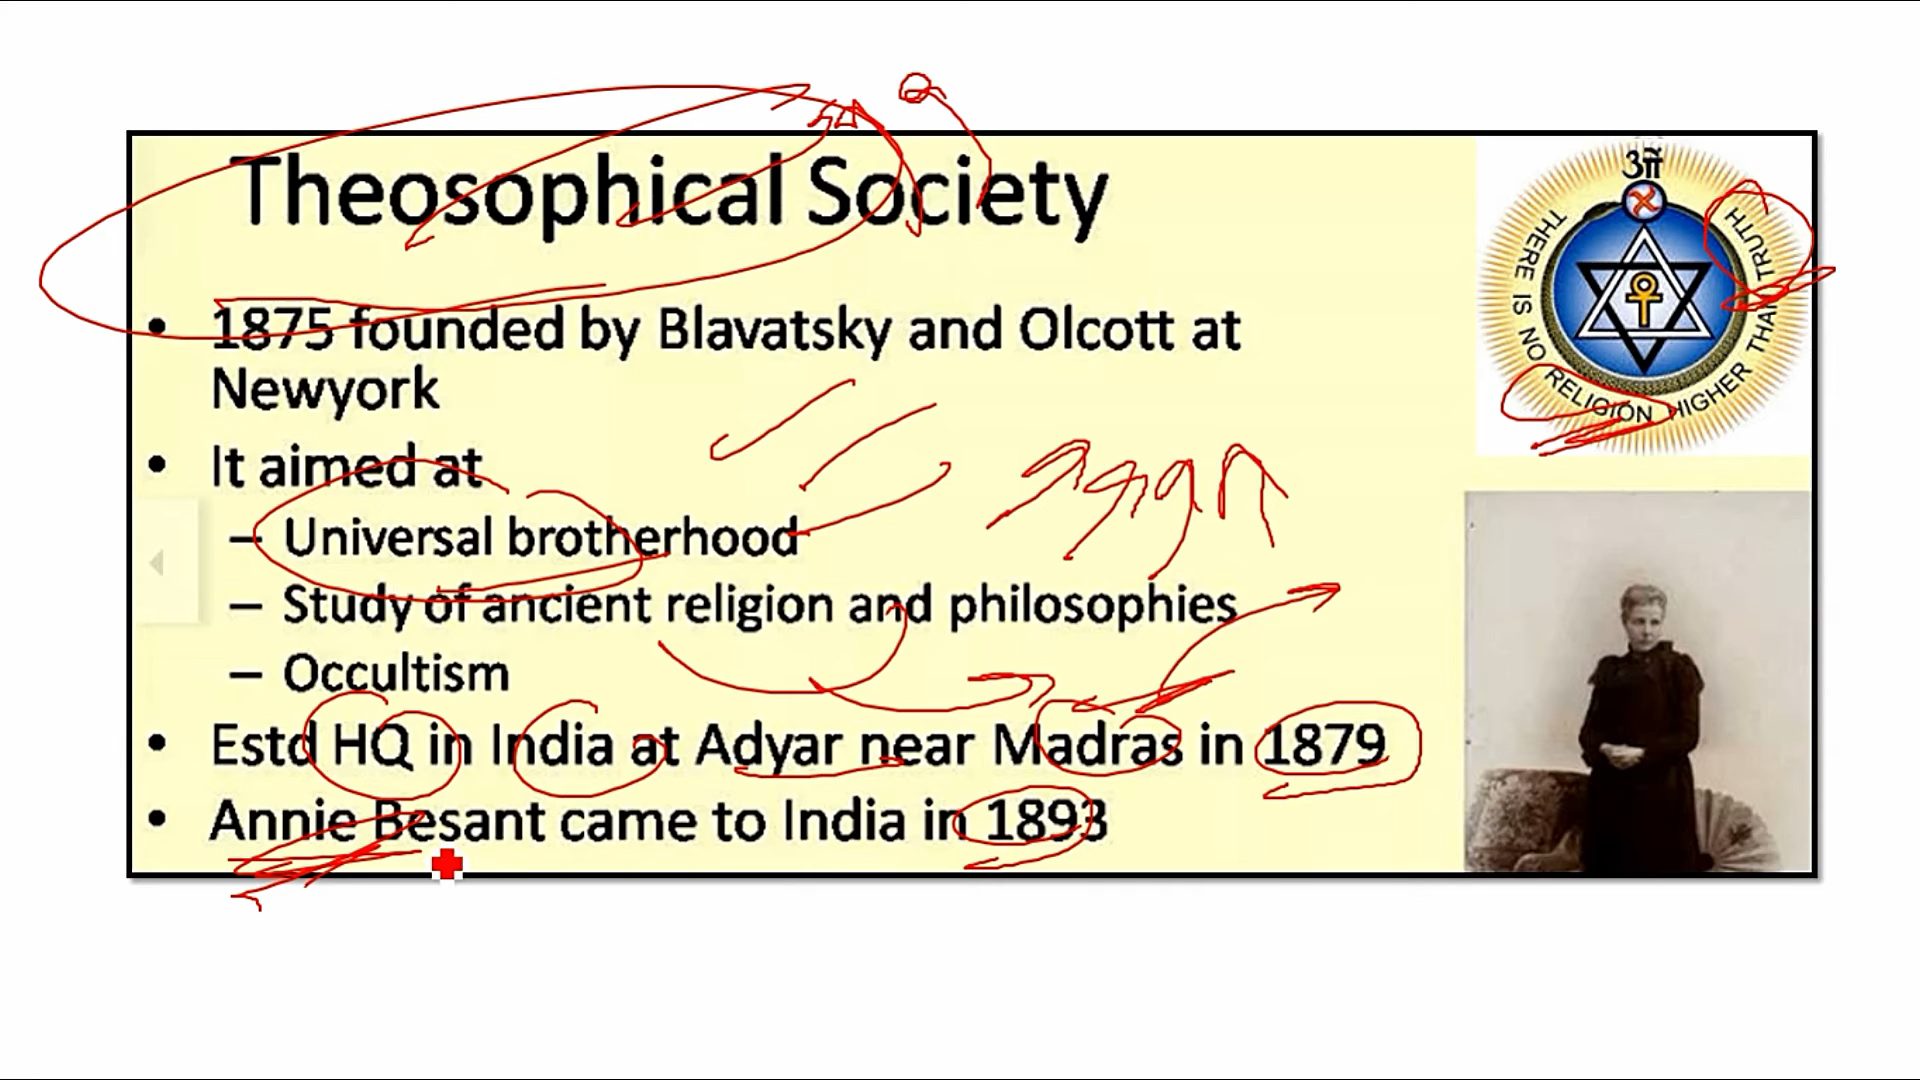 Theosophical Society
• 1875 founded by Blavatsky and Olcott at
Newyork
• It aimed at
– Universal brotherhood
– Study of ancient religion and philosophies
– Occultism
• Estd HQ in India at Adyar near Madras in 1879
• Annie Besant came to India in 1893
THERE IS NO RELIGION HIGHER THAN TRUTH